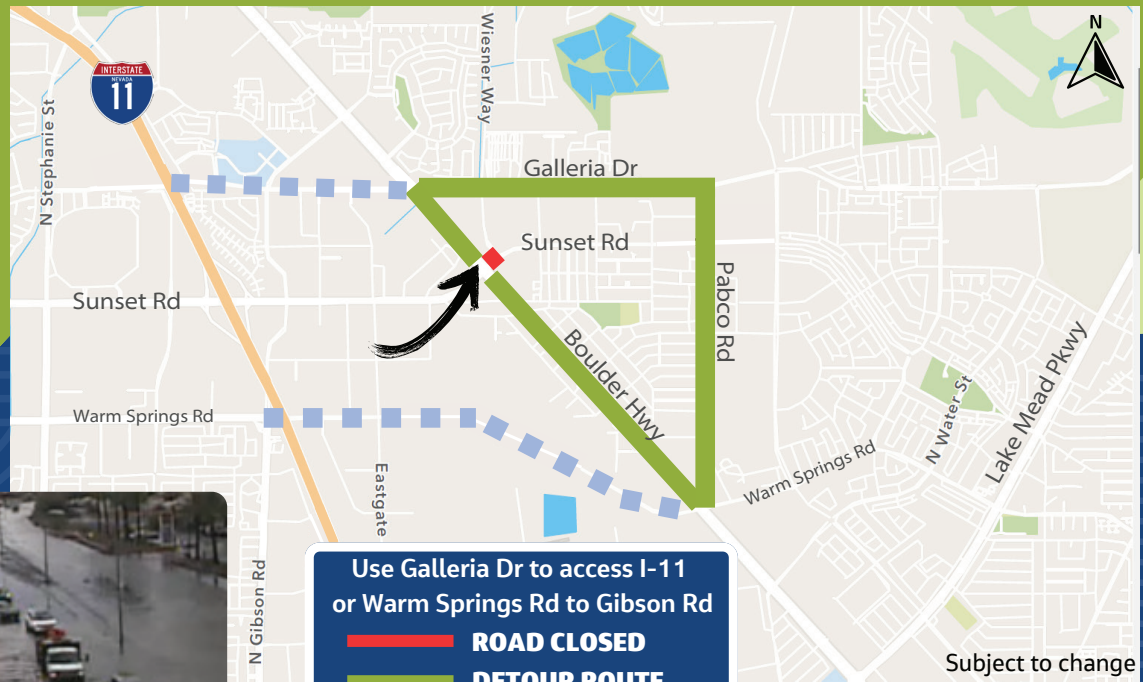 N
INTERSTATE
NEVADA
11
N Stephanie St
Wiesner Way
Galleria Dr
Sunset Rd
Sunset Rd
Pabco Rd
Boulder Hwy
Warm Springs Rd
Warm Springs Rd
N Water St
Lake Mead Pkwy
Eastgate
N Gibson Rd
Use Galleria Dr to access I-11
or Warm Springs Rd to Gibson Rd
ROAD CLOSED
DETOUR ROUTE
Subject to change